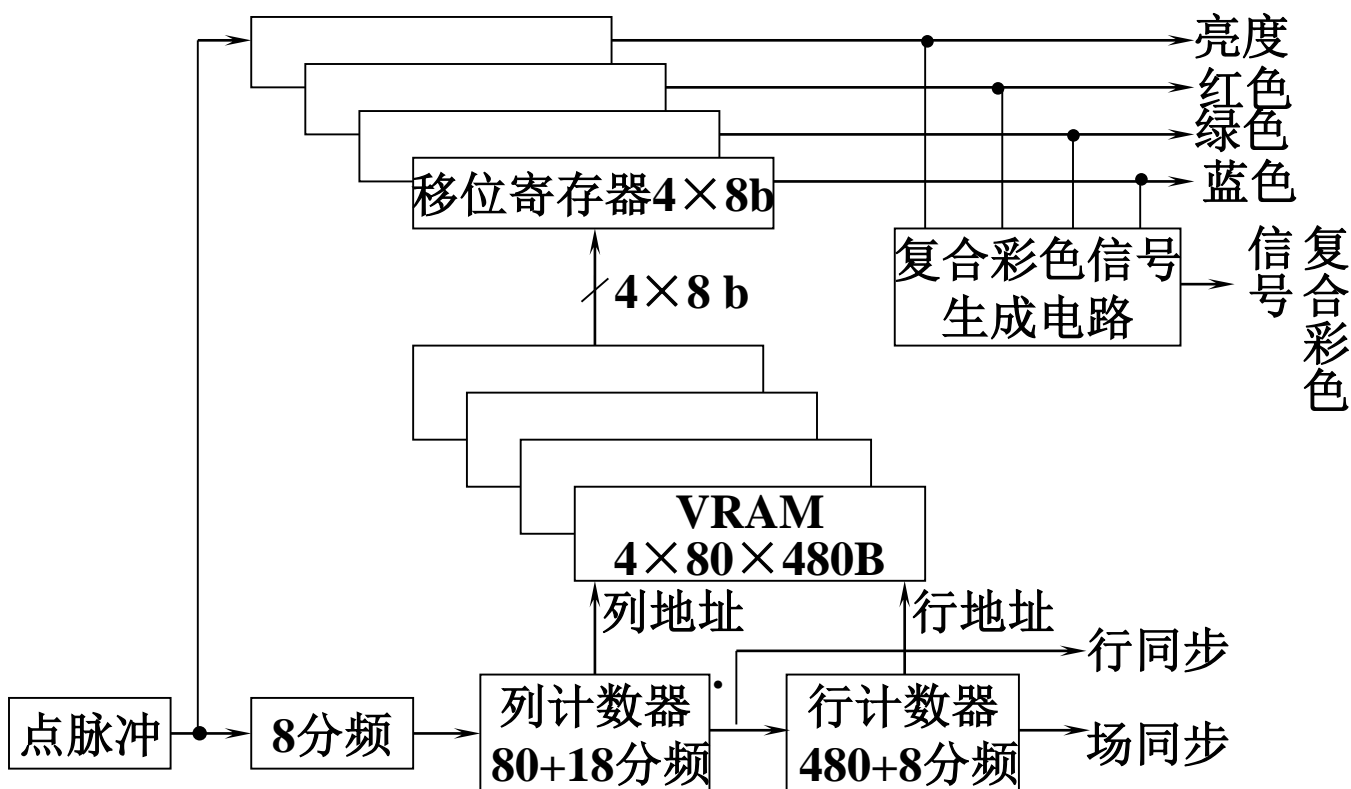 亮度
红色
绿色
蓝色
移位寄存器4×8b
4×8 b
复合彩色信号
生成电路
复合彩色
信号
VRAM
4×80×480B
列地址
行地址
行同步
点脉冲
8分频
列计数器
80+18分频
行计数器
480+8分频
场同步